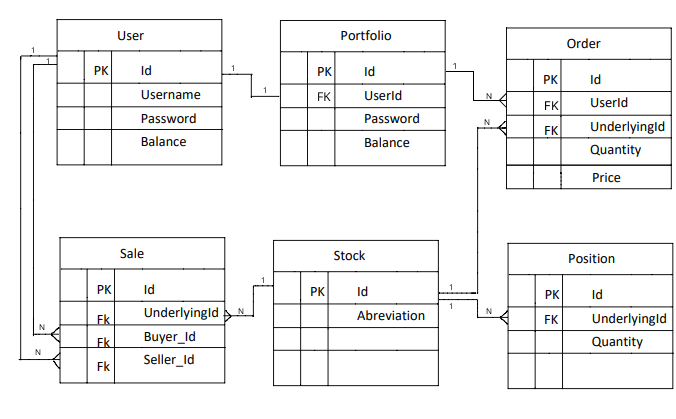 User
PK Id
Username
Password
Balance
Portfolio
PK Id
FK UserId
Password
Balance
Order
PK Id
FK UserId
FK UnderlyingId
Quantity
Price
Sale
PK Id
Fk UnderlyingId
Fk Buyer_Id
Fk Seller_Id
Stock
PK Id
Abreviation
Position
PK Id
FK UnderlyingId
Quantity
1
1
1
1
1
N
N
N
N
N
1
1
1
N